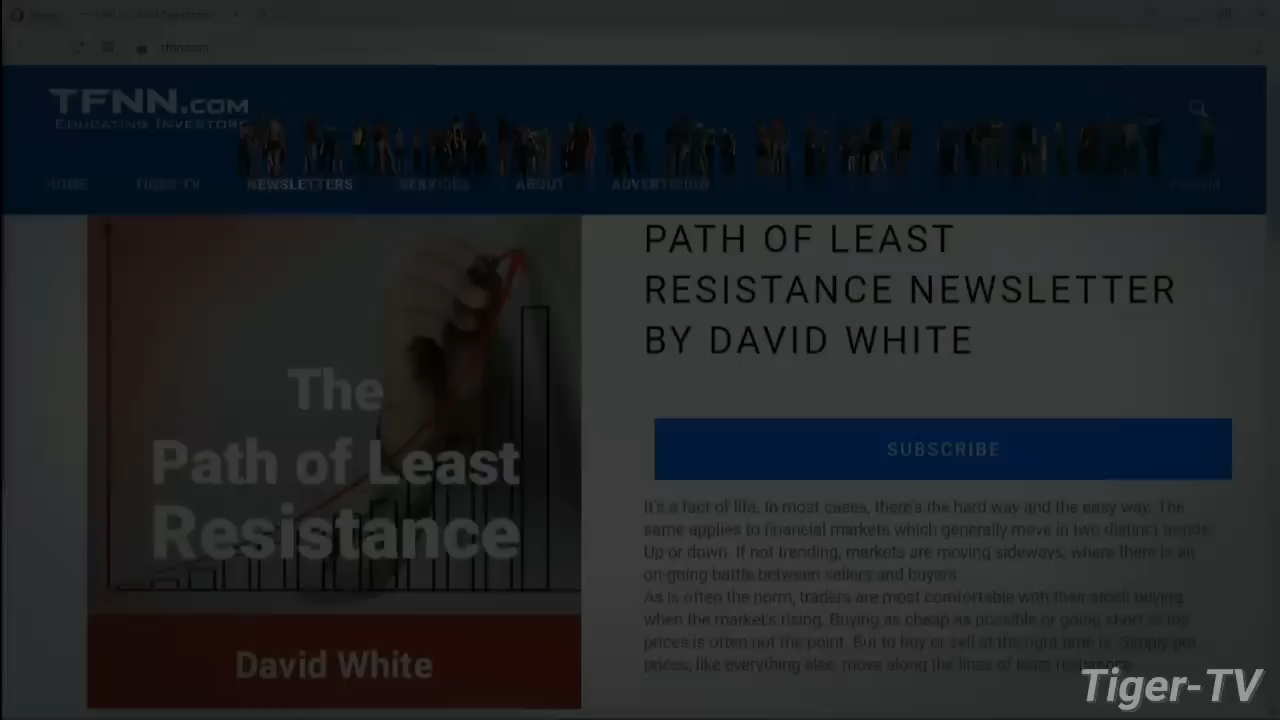 tfnn.com
TFNN.COM
EDUCATING INVESTORS
HOME TIGER TV NEWSLETTERS SERVICES ABOUT ADVERTISING
PATH OF LEAST
RESISTANCE NEWSLETTER
BY DAVID WHITE
The
Path of Least
Resistance
David White
SUBSCRIBE
It's a fact of life. In most cases, there's the hard way and the easy way. The
same applies to financial markets which generally move in two distinct trends.
Up or down. If not trending, markets are moving sideways, where there is an
on-going battle between sellers and buyers.
As is often the norm, traders are most comfortable with their stock buying
when the market's rising. Buying as cheap as possible or going short at top
prices is often not the point. But to buy or sell at the right time is. Simply put,
prices, like everything else, move along the lines of least resistance.
Tiger-TV